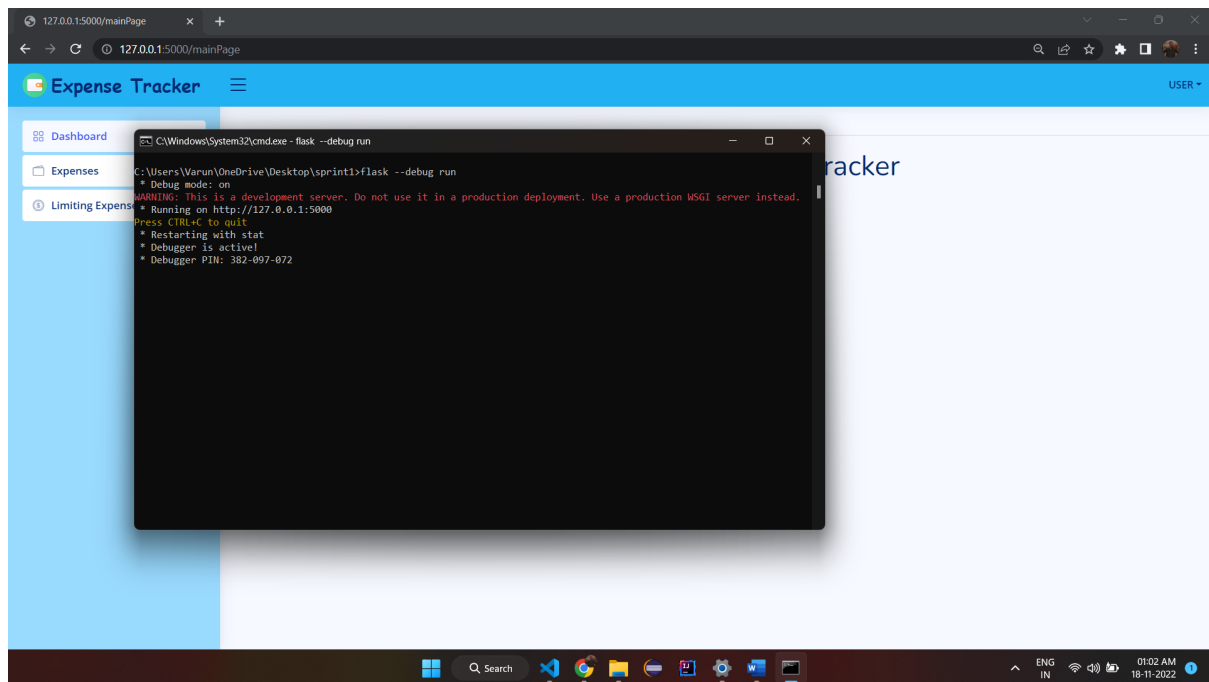 127.0.0.1:5000/mainPage
127.0.0.1:5000/mainPage
Expense Tracker
USER
Dashboard
Expenses
Limiting Expens
racker
C:\Windows\System32\cmd.exe - flask --debug run
C:\Users\Varun\OneDrive\Desktop\sprint1>flask --debug run
* Debug mode: on
WARNING: This is a development server. Do not use it in a production deployment. Use a production WSGI server instead.
* Running on http://127.0.0.1:5000
Press CTRL+C to quit
* Restarting with stat
* Debugger is active!
* Debugger PIN: 382-097-072
Search
ENG
IN
01:02 AM
18-11-2022
1